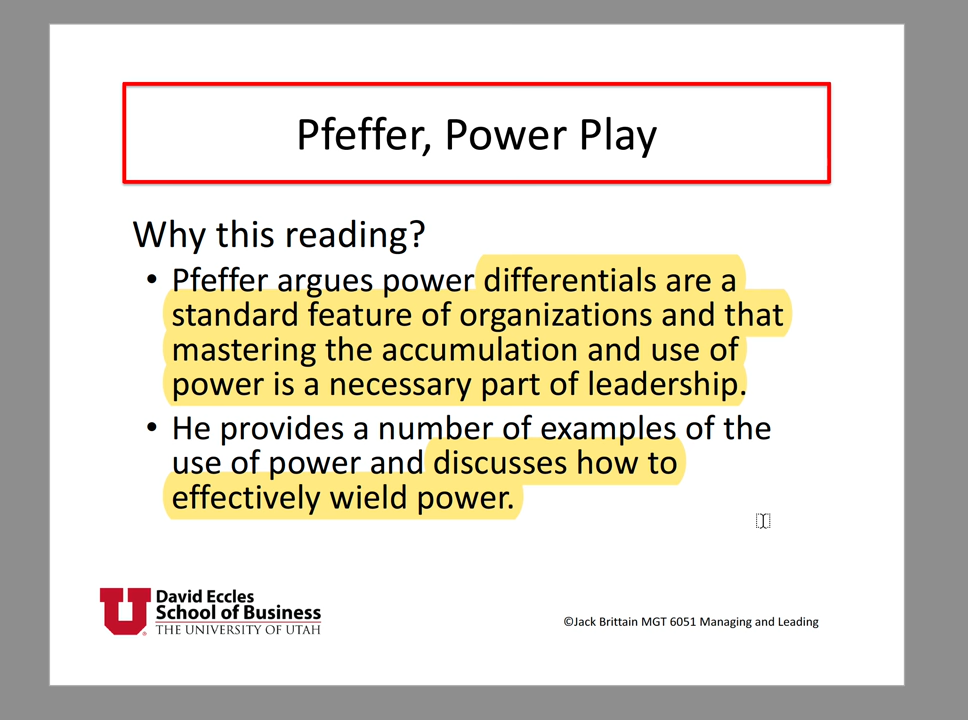 Pfeffer, Power Play
Why this reading?
• Pfeffer argues power differentials are a
standard feature of organizations and that
mastering the accumulation and use of
power is a necessary part of leadership.
• He provides a number of examples of the
use of power and discusses how to
effectively wield power.
U
David Eccles
School of Business
THE UNIVERSITY OF UTAH
©Jack Brittain MGT 6051 Managing and Leading